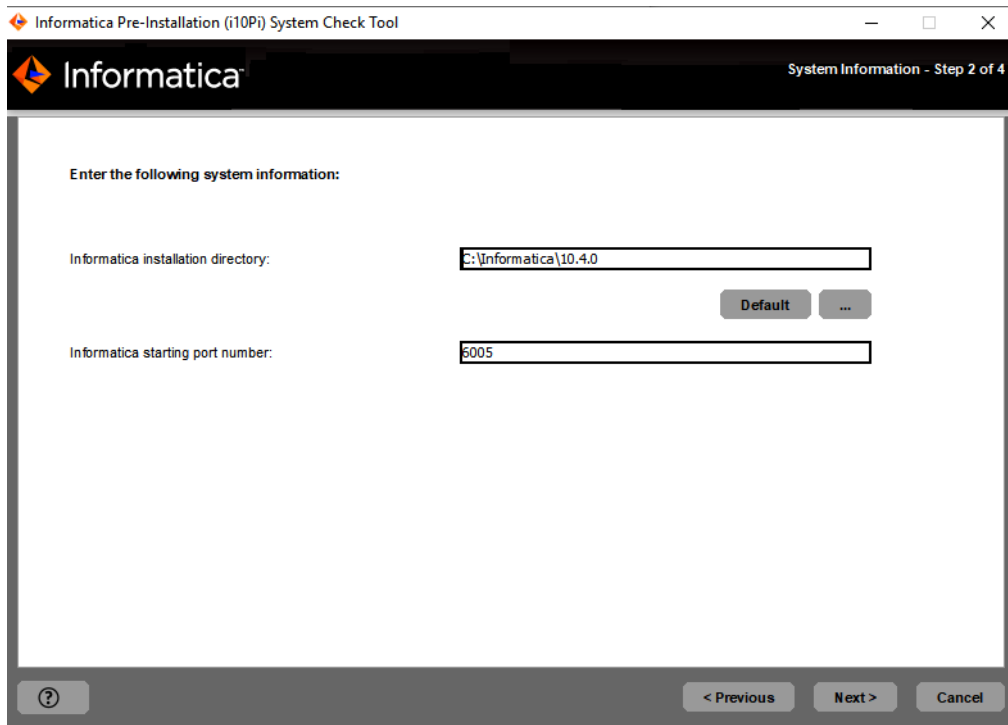 Informatica Pre-Installation (i10Pi) System Check Tool
Informatica
System Information - Step 2 of 4
Enter the following system information:
Informatica installation directory:
C:\Informatica\10.4.0
Default
...
Informatica starting port number:
6005
< Previous
Next >
Cancel